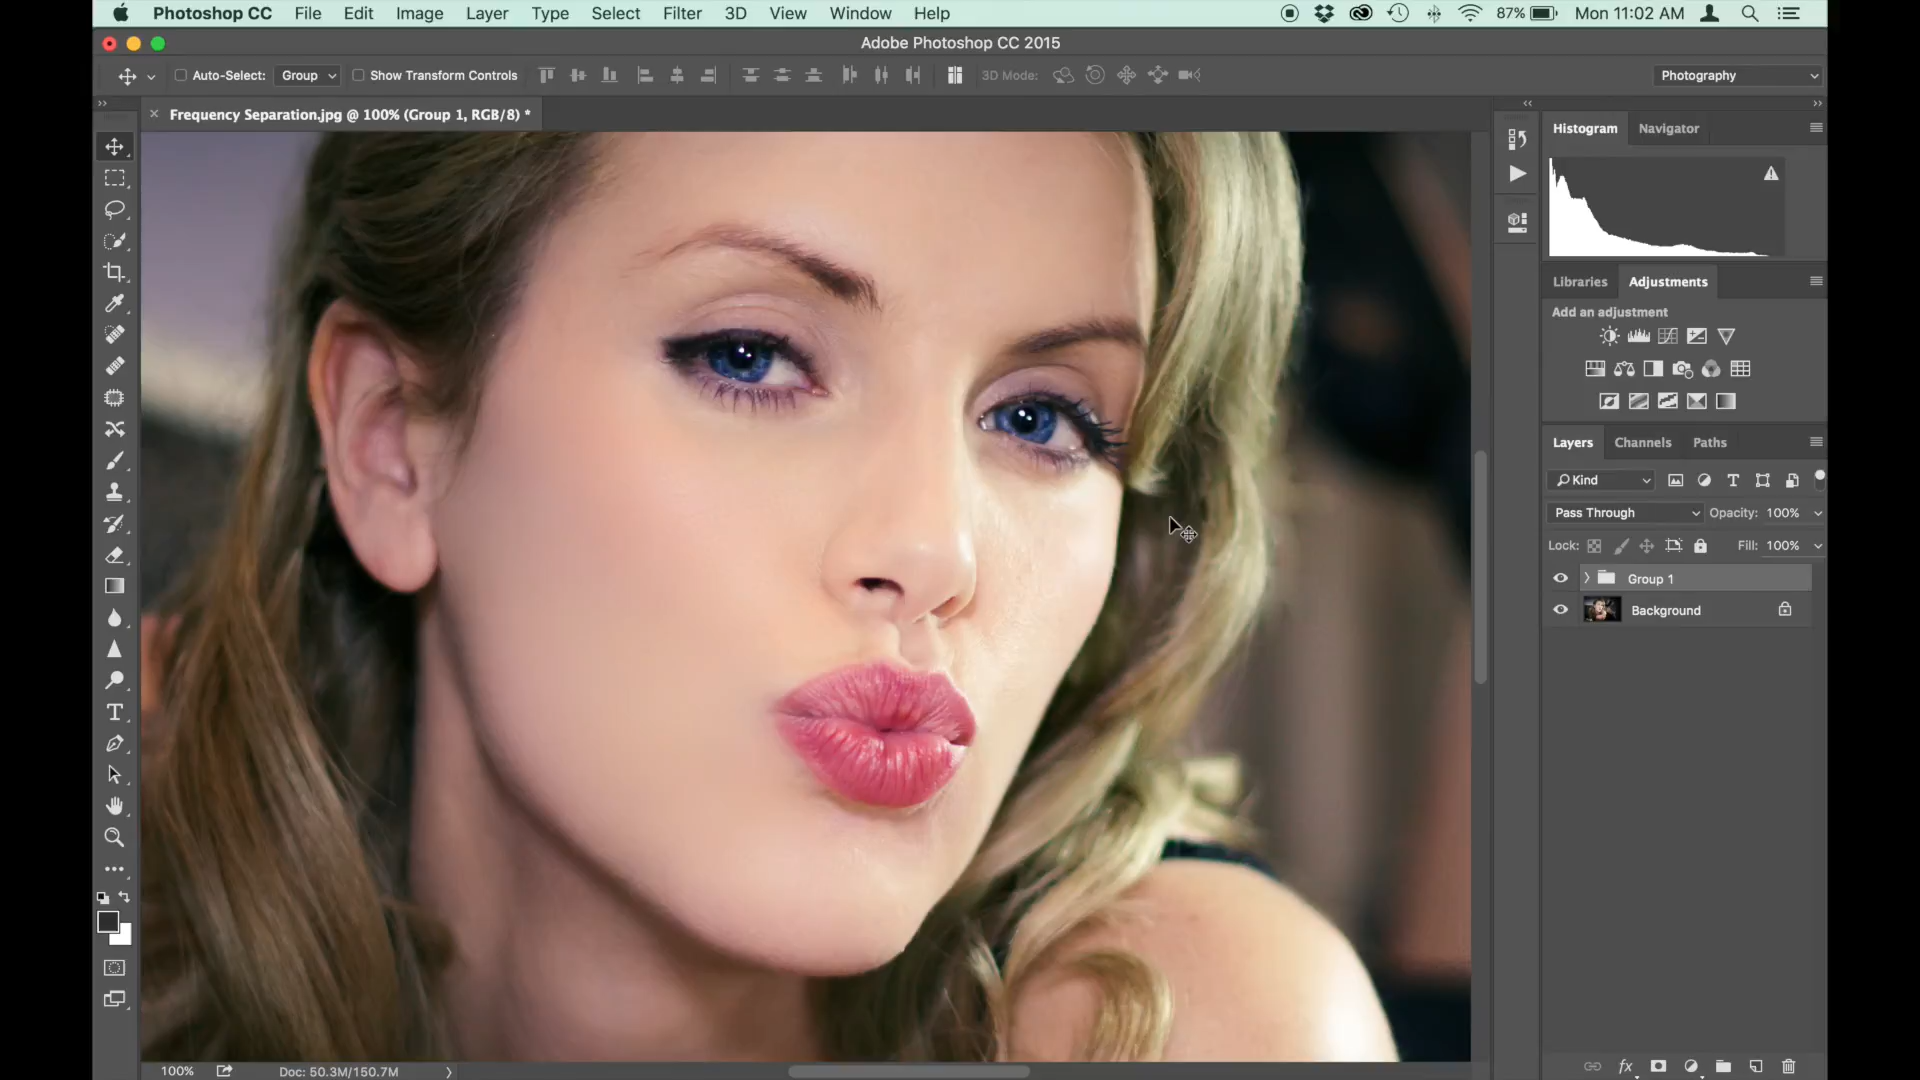 Photoshop CC File Edit Image Layer Type Select Filter 3D View Window Help 87% Mon 11:02 AM
Adobe Photoshop CC 2015
Auto-Select: Group Show Transform Controls 3D Mode: Photography
Frequency Separation.jpg @ 100% (Group 1, RGB/8) *
Histogram Navigator
Libraries Adjustments
Add an adjustment
Layers Channels Paths
Kind
Pass Through Opacity: 100%
Lock: Fill: 100%
Group 1
Background
100% Doc: 50.3M/150.7M